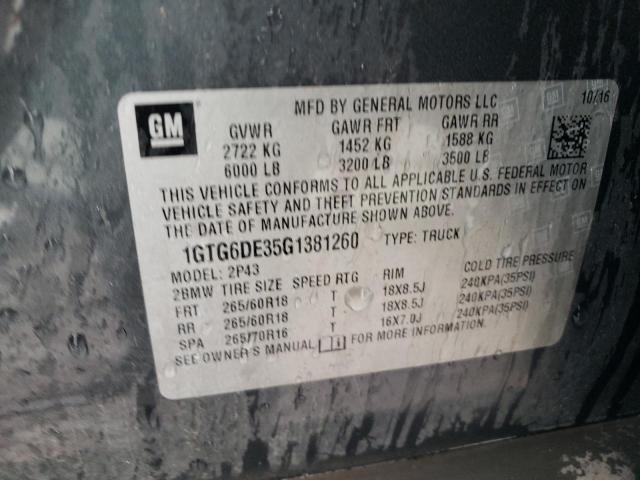 GM
MFD BY GENERAL MOTORS LLC 10/16
GVWR GAWR FRT GAWR RR
2722 KG 1452 KG 1588 KG
6000 LB 3200 LB 3500 LB
THIS VEHICLE CONFORMS TO ALL APPLICABLE U.S. FEDERAL MOTOR
VEHICLE SAFETY AND THEFT PREVENTION STANDARDS IN EFFECT ON
THE DATE OF MANUFACTURE SHOWN ABOVE.
1GTG6DE35G1381260 TYPE: TRUCK
MODEL: 2P43
2BMW TIRE SIZE SPEED RTG RIM COLD TIRE PRESSURE
FRT 265/60R18 T 18X8.5J 240KPA(35PSI)
RR 265/60R18 T 18X8.5J 240KPA(35PSI)
SPA 265/70R16 T 16X7.0J 240KPA(35PSI)
SEE OWNER'S MANUAL FOR MORE INFORMATION.